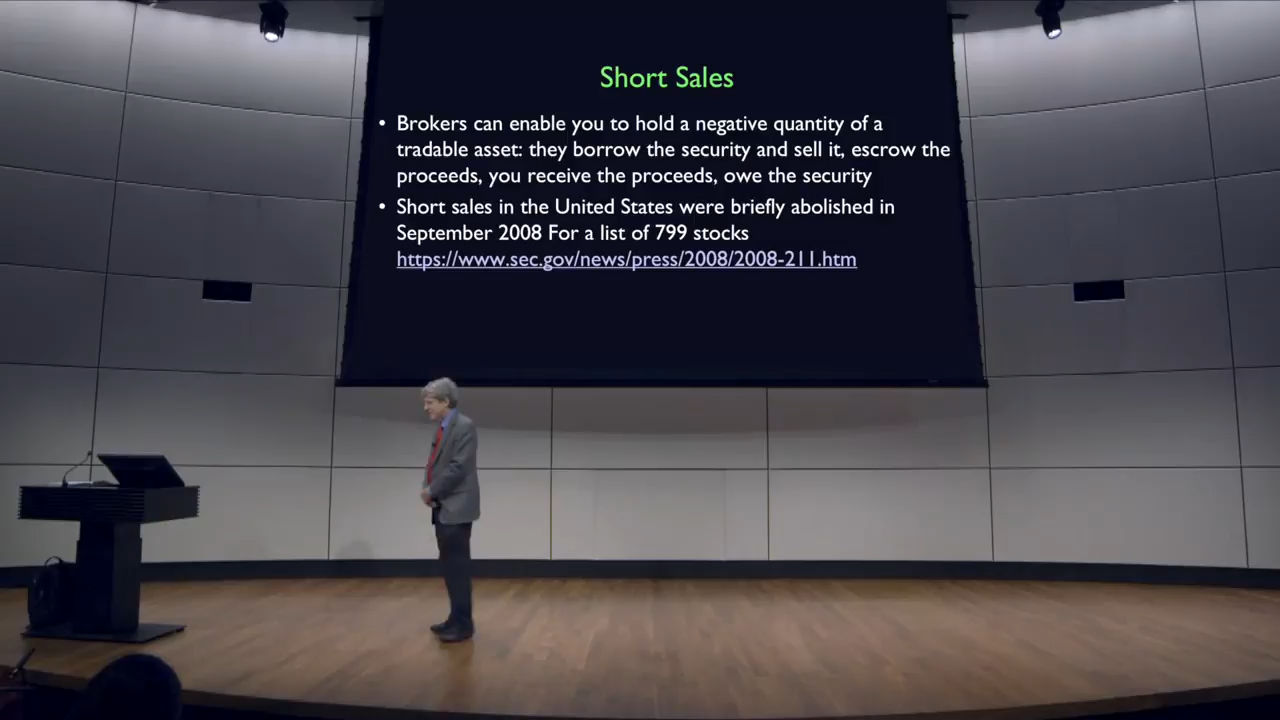 Short Sales
• Brokers can enable you to hold a negative quantity of a
tradable asset: they borrow the security and sell it, escrow the
proceeds, you receive the proceeds, owe the security
• Short sales in the United States were briefly abolished in
September 2008 For a list of 799 stocks
https://www.sec.gov/news/press/2008/2008-211.htm